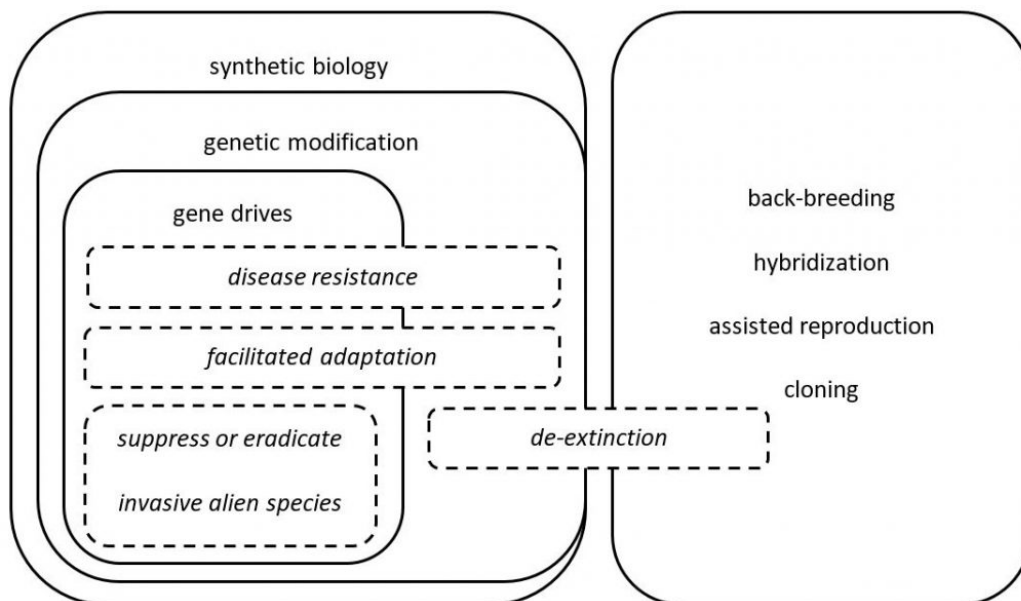 synthetic biology
genetic modification
gene drives
disease resistance
facilitated adaptation
suppress or eradicate
invasive alien species
de-extinction
back-breeding
hybridization
assisted reproduction
cloning